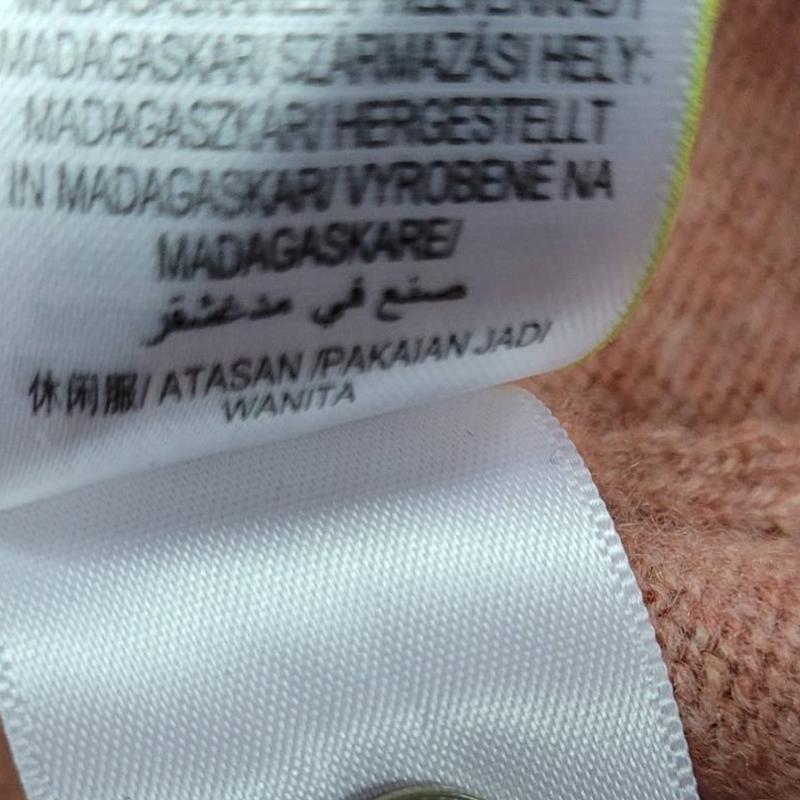 MADAGASKAR/ SZÁRMAZÁSI HELY:
MADAGASZKÁR/ HERGESTELLT
IN MADAGASKAR/ VYROBENÉ NA
MADAGASKARE/
صنع في مدغشقر
休闲服/ ATASAN /PAKAIAN JADI
WANITA